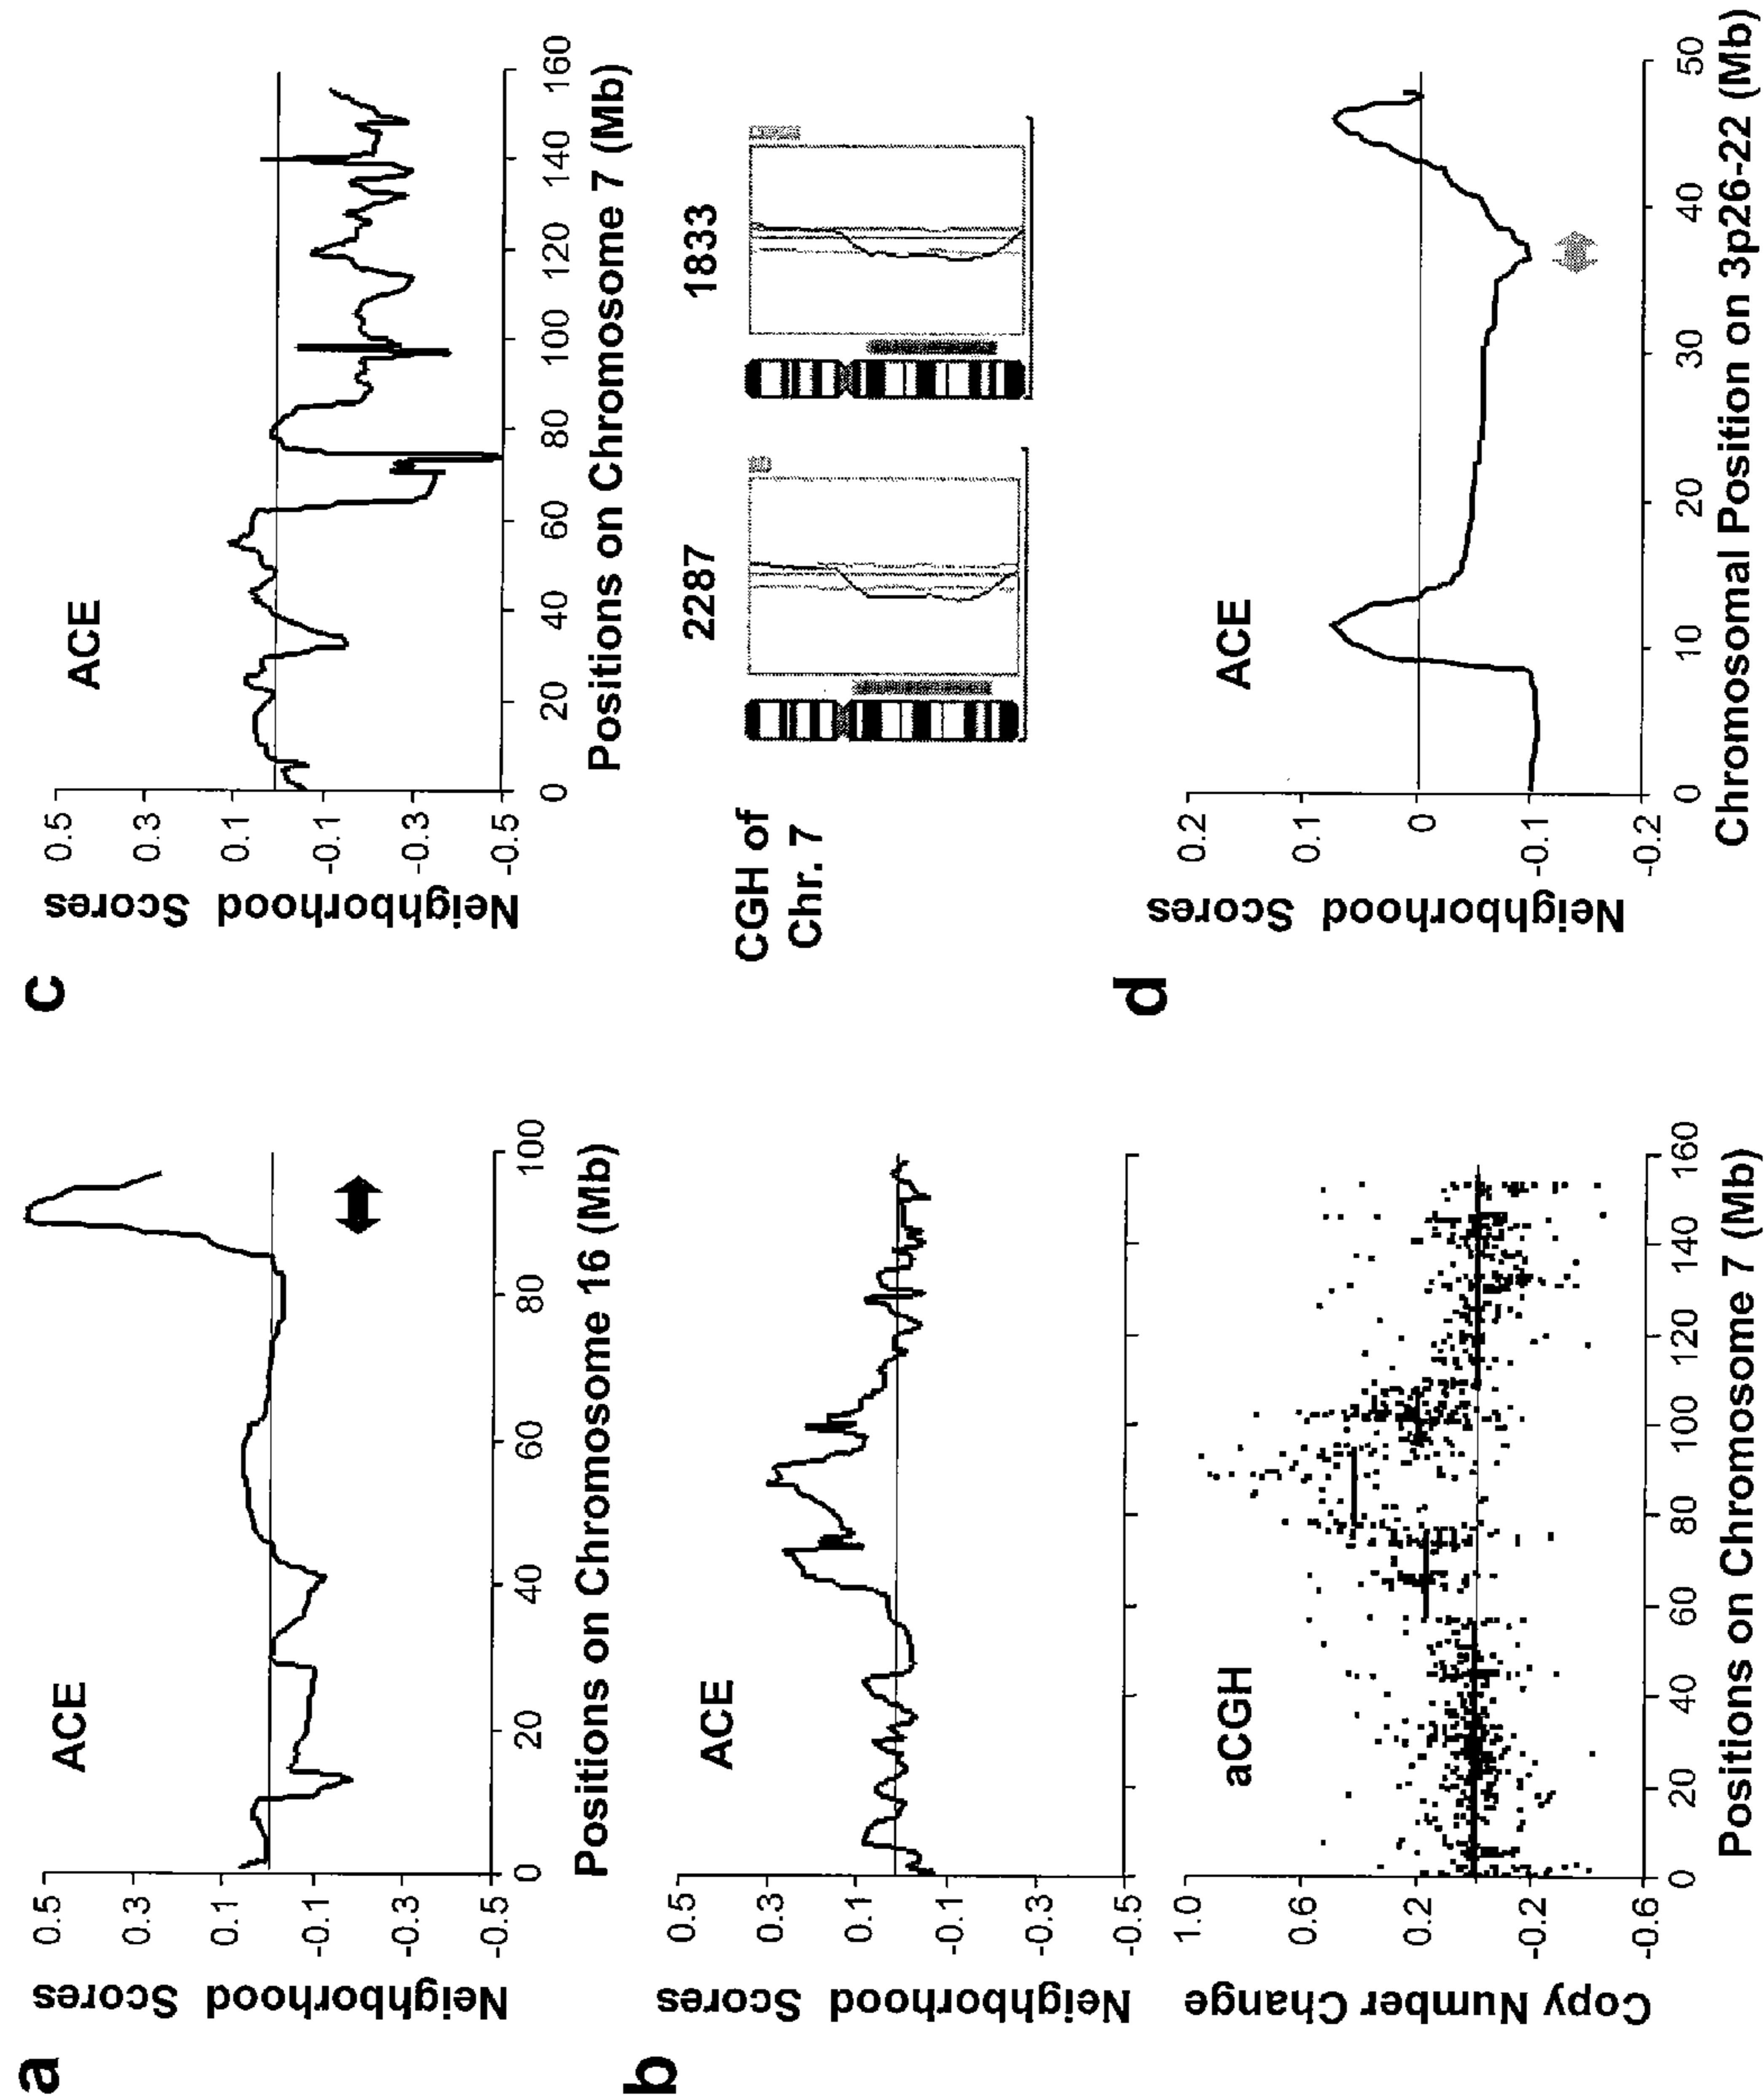 a
ACE
Neighborhood Scores
0.5
0.3
0.1
-0.1
-0.3
-0.5
0 20 40 60 80 100
Positions on Chromosome 16 (Mb)
b
ACE
Neighborhood Scores
0.5
0.3
0.1
-0.1
-0.3
-0.5
aCGH
Copy Number Change
1.0
0.6
0.2
-0.2
-0.6
0 20 40 60 80 100 120 140 160
Positions on Chromosome 7 (Mb)
c
ACE
Neighborhood Scores
0.5
0.3
0.1
-0.1
-0.3
-0.5
0 20 40 60 80 100 120 140 160
Positions on Chromosome 7 (Mb)
CGH of
Chr. 7
2287
1833
d
ACE
Neighborhood Scores
0.2
0.1
0
-0.1
-0.2
0 10 20 30 40 50
Chromosomal Position on 3p26-22 (Mb)